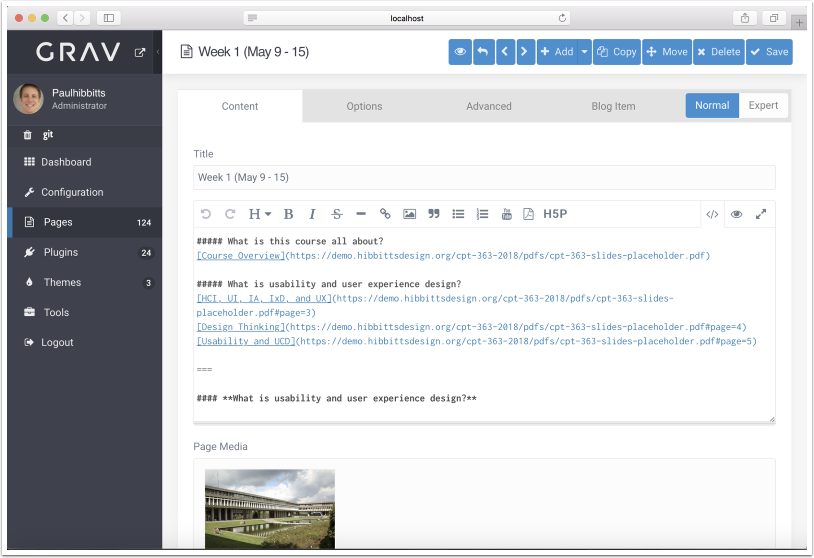 localhost
GRAV
Week 1 (May 9 - 15)
Add
Copy
Move
Delete
Save
Paulhibbitts
Administrator
git
Dashboard
Configuration
Pages 124
Plugins 24
Themes 3
Tools
Logout
Content
Options
Advanced
Blog Item
Normal
Expert
Title
Week 1 (May 9 - 15)
H B I S H5P
##### What is this course all about?
[Course Overview](https://demo.hibbittsdesign.org/cpt-363-2018/pdfs/cpt-363-slides-placeholder.pdf)
##### What is usability and user experience design?
[HCI, UI, IA, IxD, and UX](https://demo.hibbittsdesign.org/cpt-363-2018/pdfs/cpt-363-slides-
placeholder.pdf#page=3)
[Design Thinking](https://demo.hibbittsdesign.org/cpt-363-2018/pdfs/cpt-363-slides-placeholder.pdf#page=4)
[Usability and UCD](https://demo.hibbittsdesign.org/cpt-363-2018/pdfs/cpt-363-slides-placeholder.pdf#page=5)
===
#### **What is usability and user experience design?**
Page Media